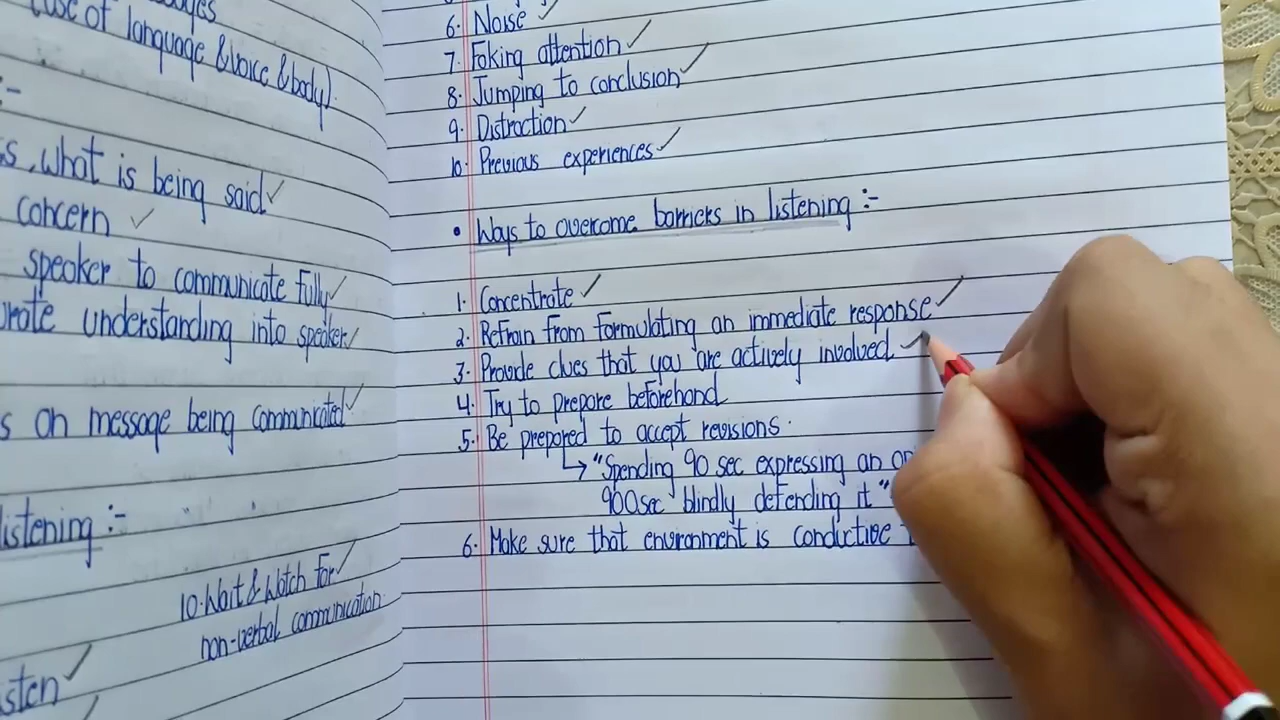 use of language & voice & body).
:-
what is being said ✓
concern ✓
speaker to communicate fully ✓
understanding into speaker ✓
on message being communicated ✓
listening :-
10. Wait & Watch for ✓
non-verbal communication.
6. Noise ✓
7. Faking attention ✓
8. Jumping to conclusion ✓
9. Distraction ✓
10. Previous experiences ✓
• Ways to overcome barriers in listening :-
1. Concentrate ✓
2. Refrain from formulating an immediate response ✓
3. Provide clues that you are actively involved ✓
4. Try to prepare beforehand
5. Be prepared to accept revisions.
↳ "Spending 90 sec expressing an
900sec blindly defending it"
6. Make sure that environment is conductive